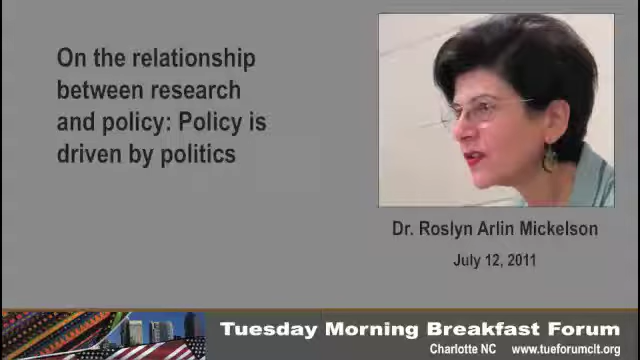 On the relationship
between research
and policy: Policy is
driven by politics
Dr. Roslyn Arlin Mickelson
July 12, 2011
Tuesday Morning Breakfast Forum
Charlotte NC www.tueforumclt.org